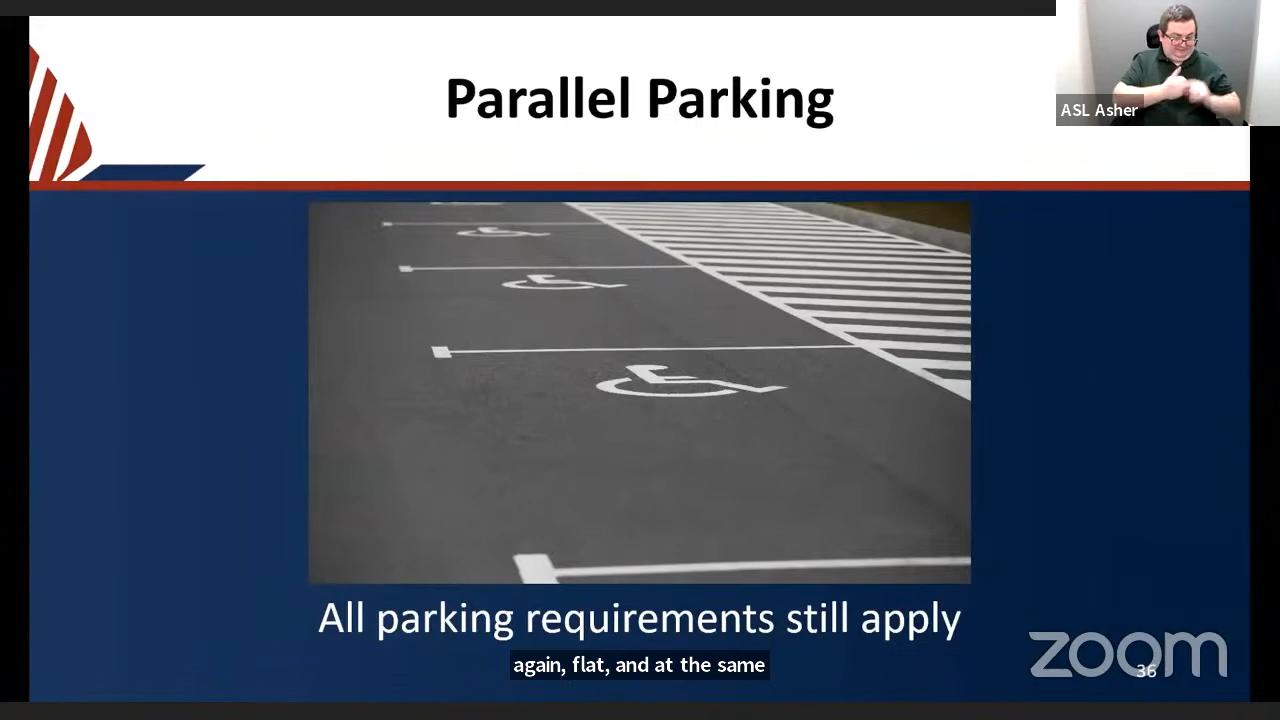 Parallel Parking
ASL Asher
All parking requirements still apply
again, flat, and at the same
zoom
36